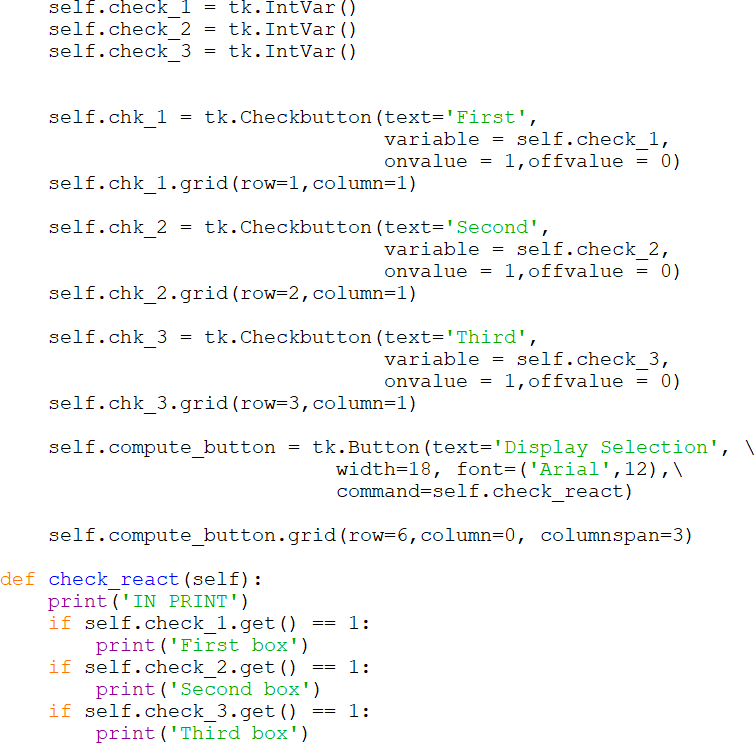 self.check_1 = tk.IntVar()
self.check_2 = tk.IntVar()
self.check_3 = tk.IntVar()
self.chk_1 = tk.Checkbutton(text='First',
variable = self.check_1,
onvalue = 1,offvalue = 0)
self.chk_1.grid(row=1,column=1)
self.chk_2 = tk.Checkbutton(text='Second',
variable = self.check_2,
onvalue = 1,offvalue = 0)
self.chk_2.grid(row=2,column=1)
self.chk_3 = tk.Checkbutton(text='Third',
variable = self.check_3,
onvalue = 1,offvalue = 0)
self.chk_3.grid(row=3,column=1)
self.compute_button = tk.Button(text='Display Selection', \
width=18, font=('Arial',12),\
command=self.check_react)
self.compute_button.grid(row=6,column=0, columnspan=3)
def check_react(self):
print('IN PRINT')
if self.check_1.get() == 1:
print('First box')
if self.check_2.get() == 1:
print('Second box')
if self.check_3.get() == 1:
print('Third box')